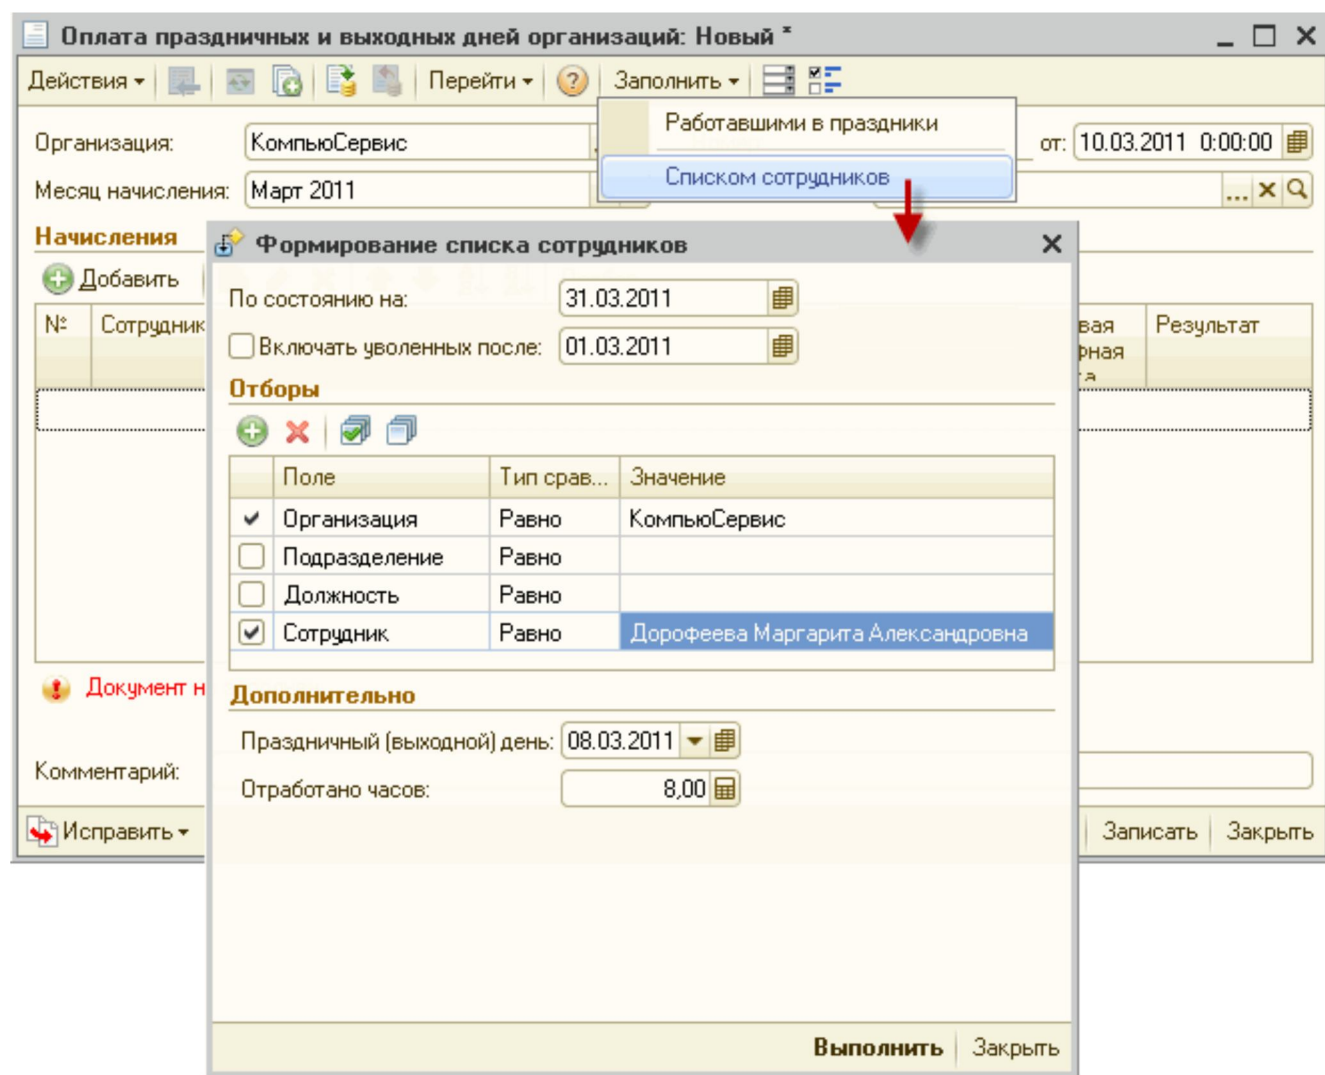 Оплата праздничных и выходных дней организаций: Новый *
Действия Перейти Заполнить
Работавшими в праздники
Списком сотрудников
Организация: КомпьюСервис от: 10.03.2011 0:00:00
Месяц начисления: Март 2011
Начисления
Добавить
№ Сотрудник Результат
Формирование списка сотрудников
По состоянию на: 31.03.2011
Включать уволенных после: 01.03.2011
Отборы
Поле Тип срав... Значение
Организация Равно КомпьюСервис
Подразделение Равно
Должность Равно
Сотрудник Равно Дорофеева Маргарита Александровна
Документ н
Дополнительно
Праздничный (выходной) день: 08.03.2011
Отработано часов: 8,00
Комментарий:
Исправить Записать Закрыть
Выполнить Закрыть